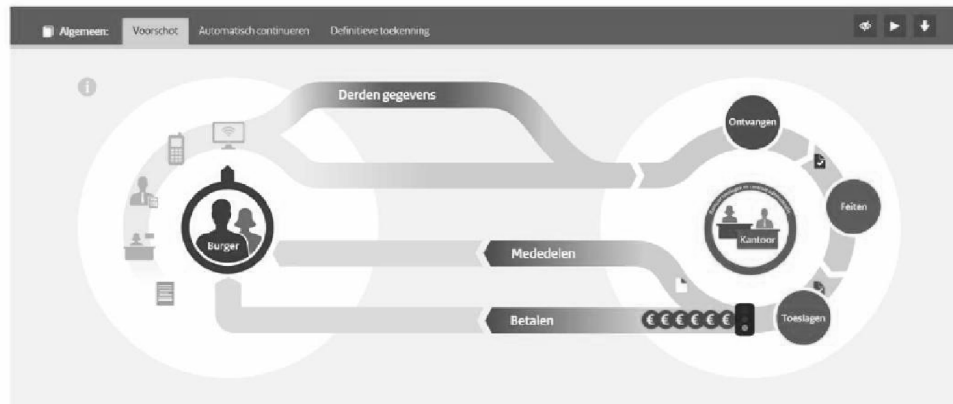 Algemeen: Voorschot Automatisch continueren Definitieve toekenning
Derden gegevens
Ontvangen
Feiten
Burger
Kantoor
Mededelen
Betalen
€ € € € € €
Toeslagen